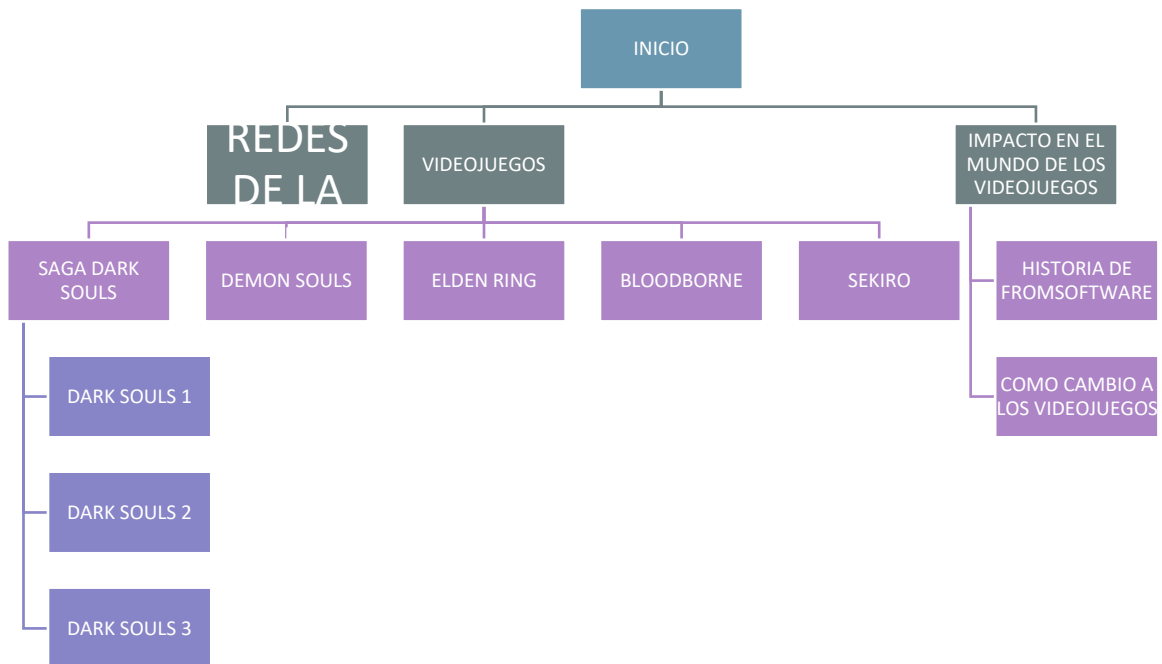 INICIO
REDES
DE LA
VIDEOJUEGOS
IMPACTO EN EL
MUNDO DE LOS
VIDEOJUEGOS
SAGA DARK
SOULS
DEMON SOULS
ELDEN RING
BLOODBORNE
SEKIRO
HISTORIA DE
FROMSOFTWARE
DARK SOULS 1
COMO CAMBIO A
LOS VIDEOJUEGOS
DARK SOULS 2
DARK SOULS 3